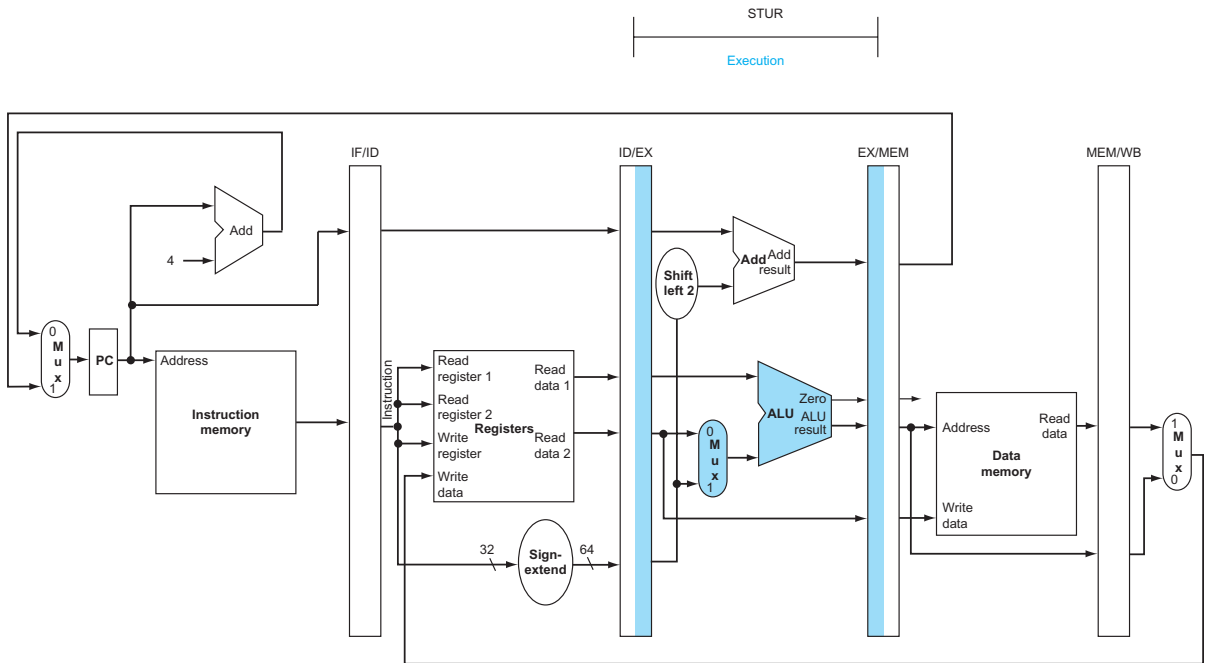 STUR
Execution
IF/ID
ID/EX
EX/MEM
MEM/WB
Add
4
Shift
left 2
Add
Add
result
0
M
u
x
1
PC
Address
Instruction
memory
Instruction
Read
register 1
Read
register 2
Write
register
Write
data
Registers
Read
data 1
Read
data 2
0
M
u
x
1
Zero
ALU
ALU
result
Address
Read
data
Data
memory
Write
data
1
M
u
x
0
32
Sign-
extend
64